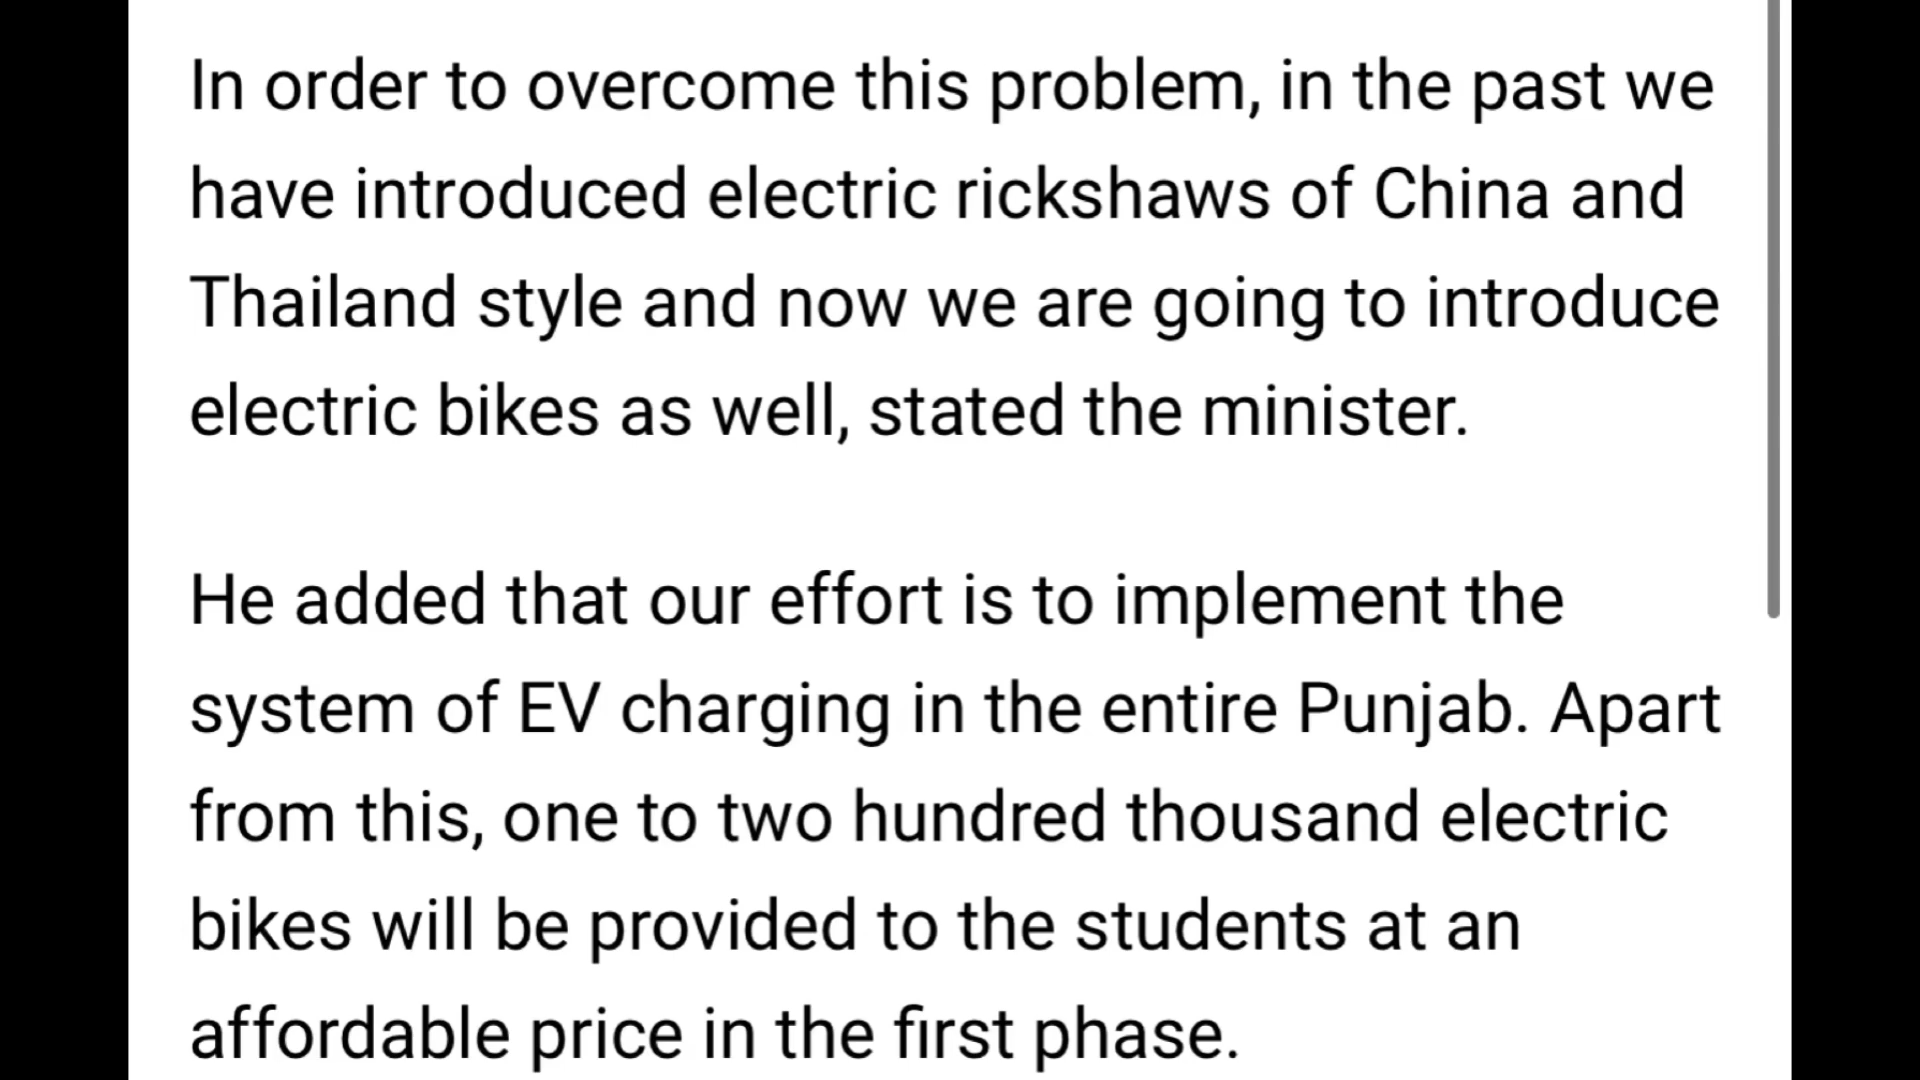 In order to overcome this problem, in the past we
have introduced electric rickshaws of China and
Thailand style and now we are going to introduce
electric bikes as well, stated the minister.
He added that our effort is to implement the
system of EV charging in the entire Punjab. Apart
from this, one to two hundred thousand electric
bikes will be provided to the students at an
affordable price in the first phase.